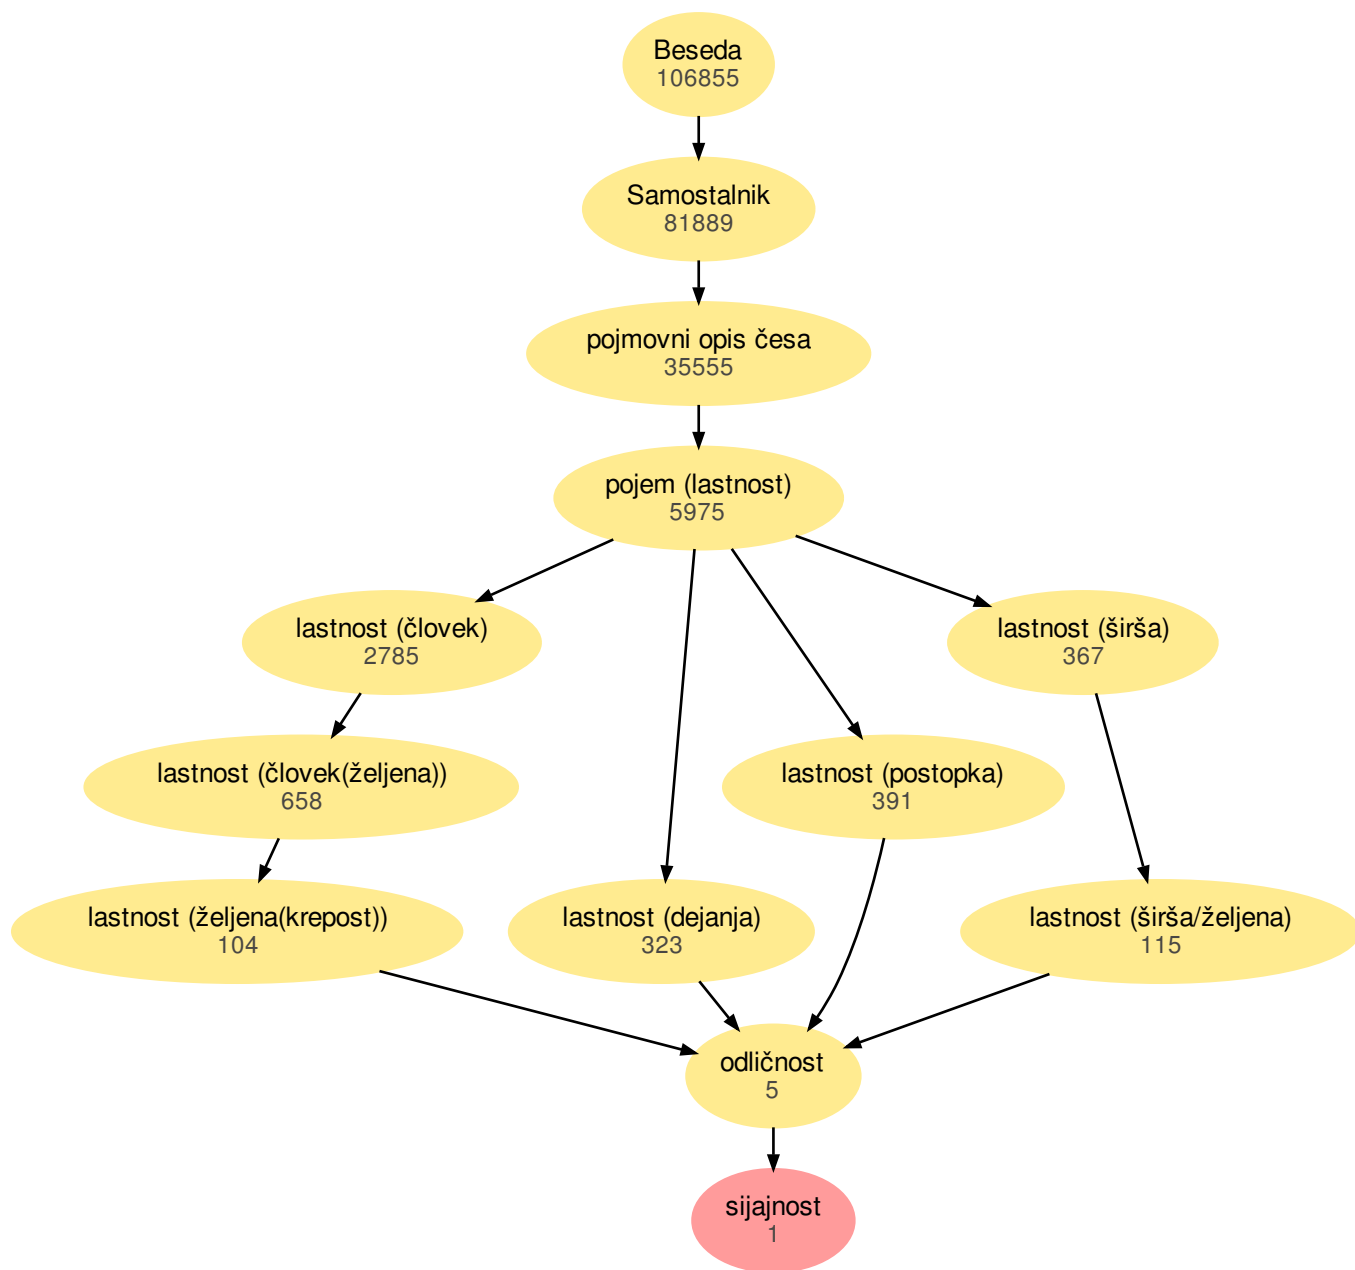 Beseda
106855
Samostalnik
81889
pojmovni opis česa
35555
pojem (lastnost)
5975
lastnost (človek)
2785
lastnost (širša)
367
lastnost (človek(željena))
658
lastnost (postopka)
391
lastnost (željena(krepost))
104
lastnost (dejanja)
323
lastnost (širša/željena)
115
odličnost
5
sijajnost
1